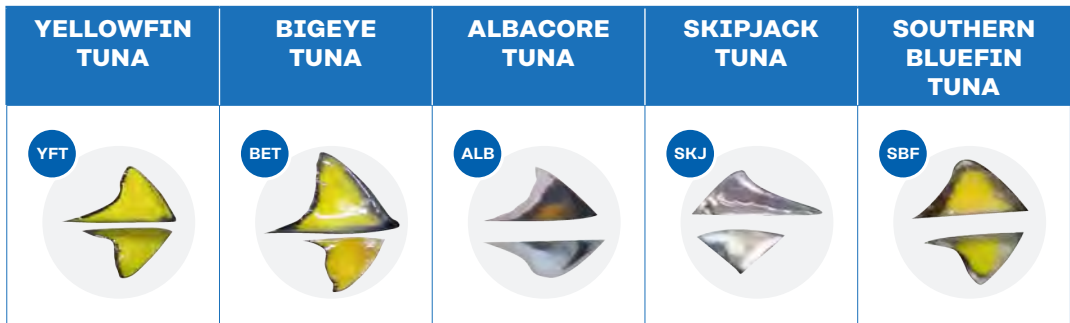 YELLOWFIN
TUNA
BIGEYE
TUNA
ALBACORE
TUNA
SKIPJACK
TUNA
SOUTHERN
BLUEFIN
TUNA
YFT
BET
ALB
SKJ
SBF